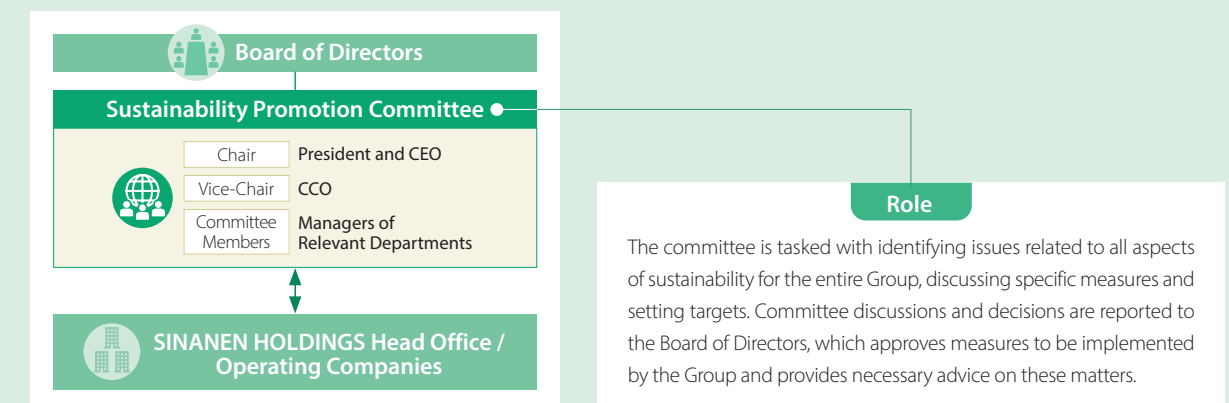 Board of Directors
Sustainability Promotion Committee
Chair President and CEO
Vice-Chair CCO
Committee
Members
Managers of
Relevant Departments
SINANEN HOLDINGS Head Office /
Operating Companies
Role
The committee is tasked with identifying issues related to all aspects
of sustainability for the entire Group, discussing specific measures and
setting targets. Committee discussions and decisions are reported to
the Board of Directors, which approves measures to be implemented
by the Group and provides necessary advice on these matters.